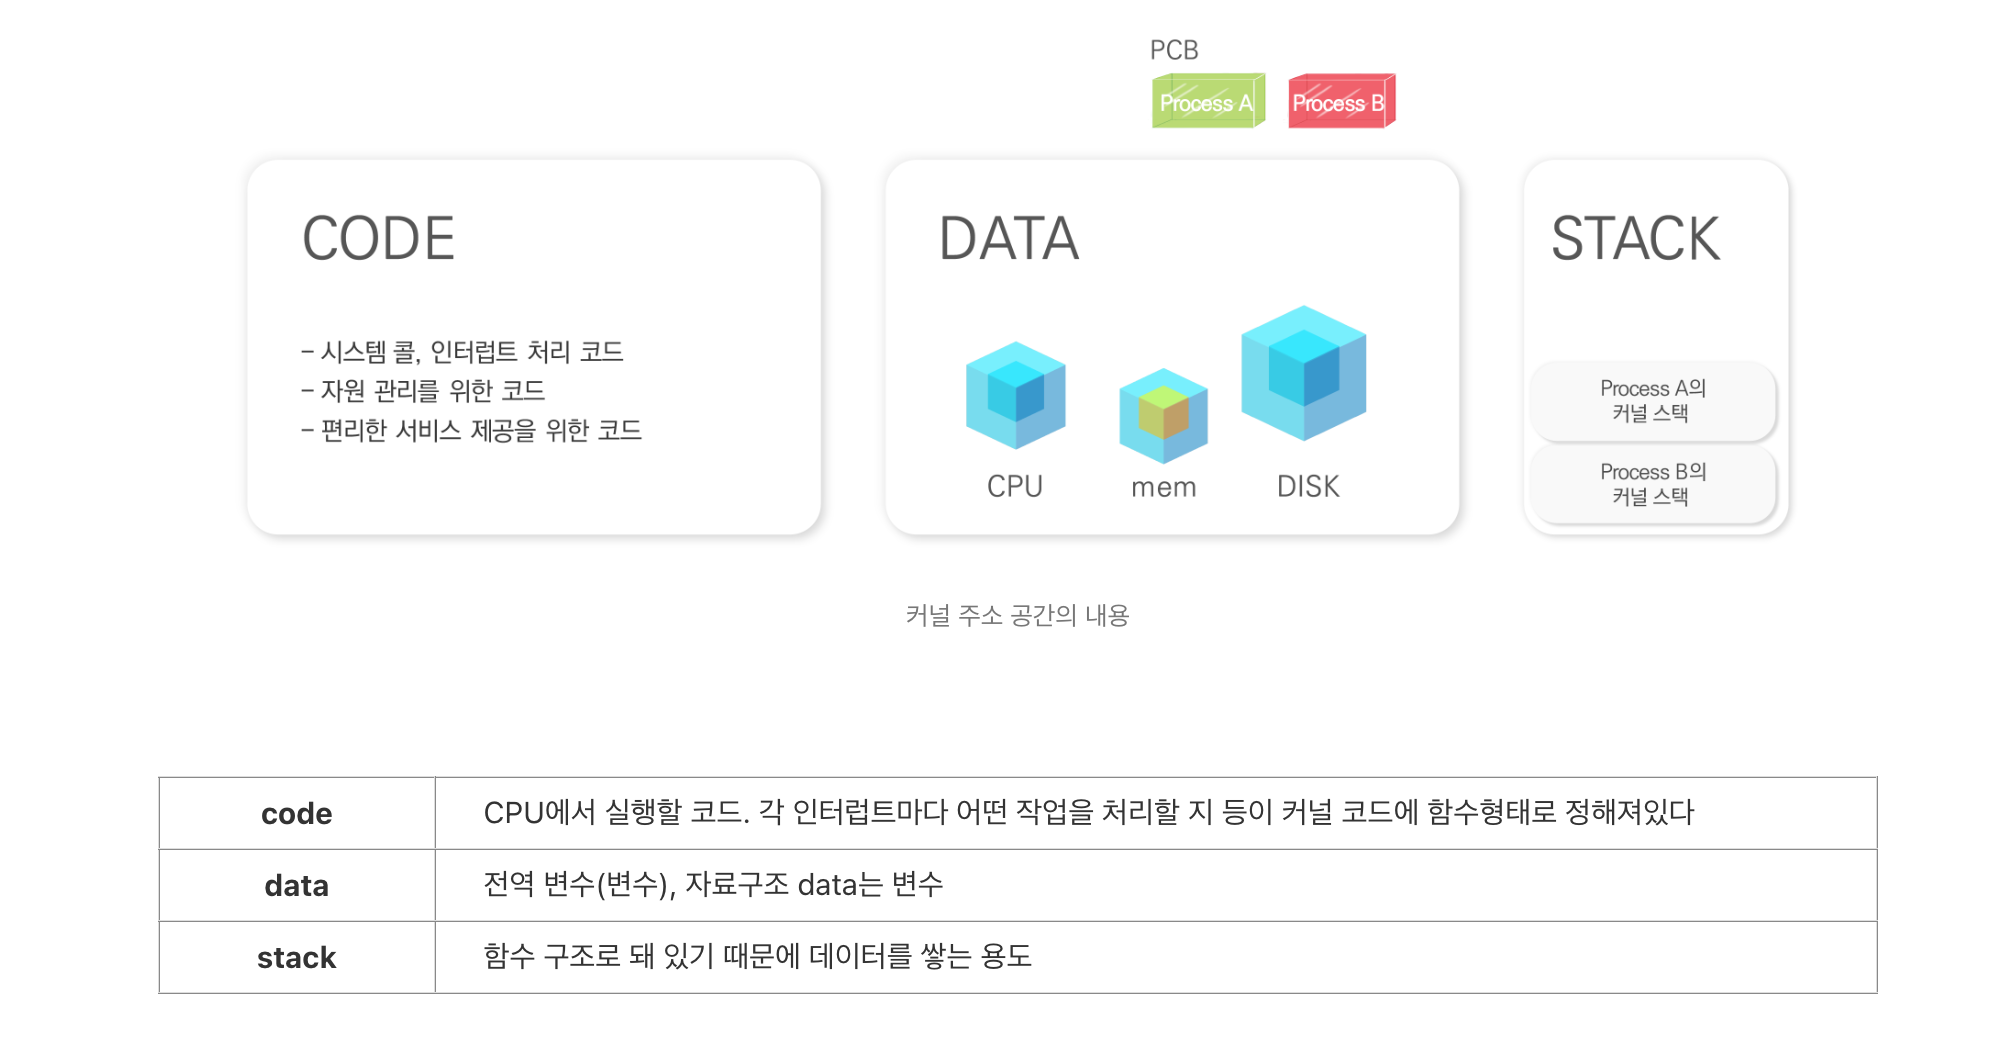 PCB
Process A
Process B
CODE
- 시스템 콜, 인터럽트 처리 코드
- 자원 관리를 위한 코드
- 편리한 서비스 제공을 위한 코드
DATA
CPU
mem
DISK
STACK
Process A의
커널 스택
Process B의
커널 스택
커널 주소 공간의 내용
code
CPU에서 실행할 코드. 각 인터럽트마다 어떤 작업을 처리할 지 등이 커널 코드에 함수형태로 정해져있다
data
전역 변수(변수), 자료구조 data는 변수
stack
함수 구조로 돼 있기 때문에 데이터를 쌓는 용도